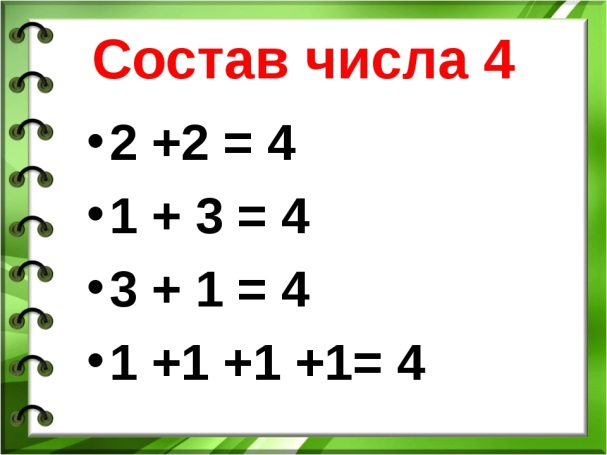 Состав числа 4
•2 +2 = 4
•1 + 3 = 4
•3 + 1 = 4
•1 +1 +1 +1= 4